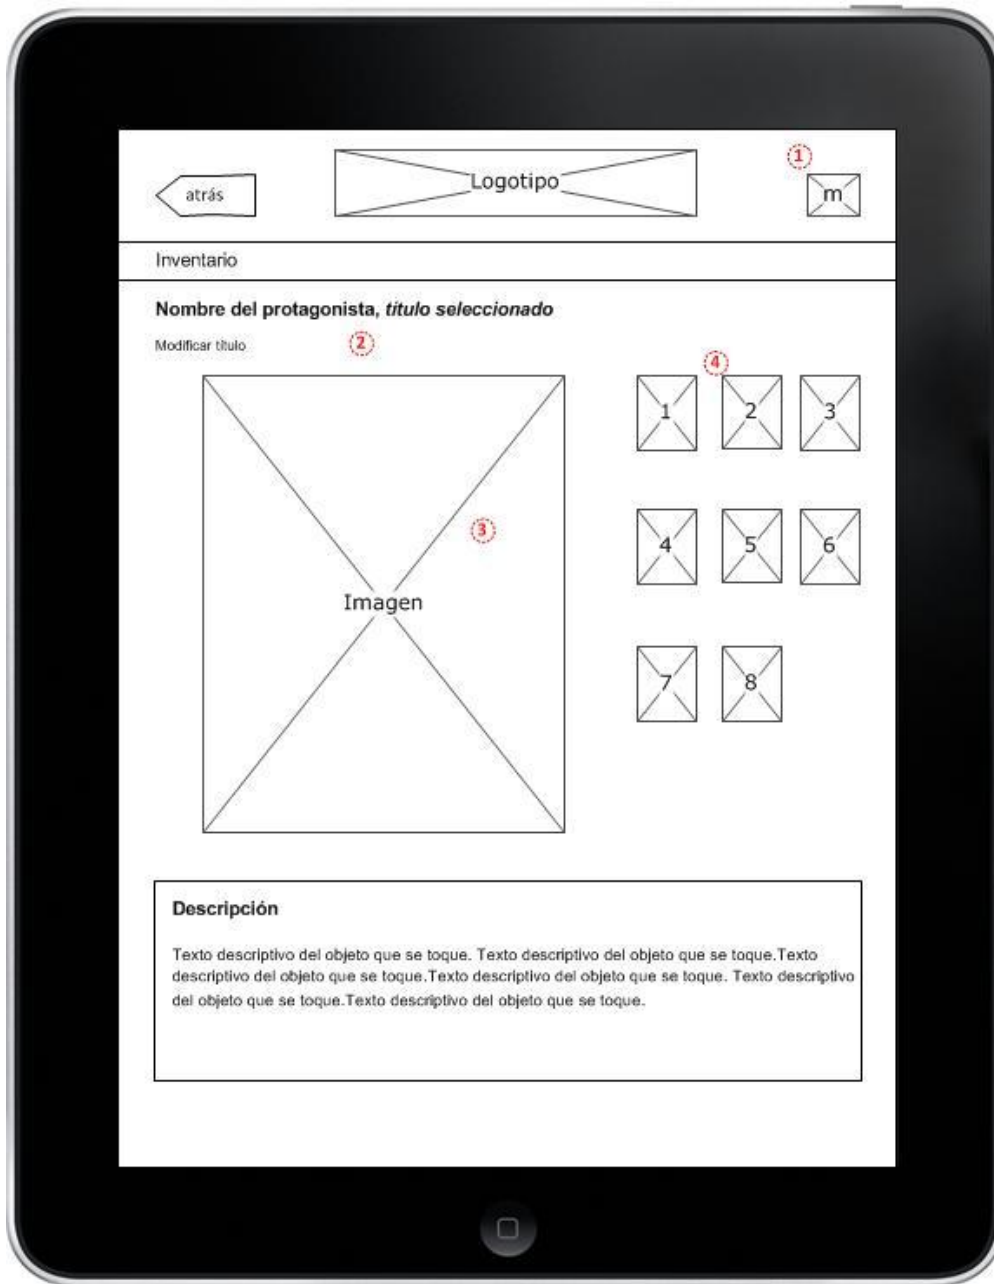 1
atrás
Logotipo
m
Inventario
Nombre del protagonista, título seleccionado
Modificar título
2
4
1
2
3
3
4
5
6
Imagen
7
8
Descripción
Texto descriptivo del objeto que se toque. Texto descriptivo del objeto que se toque.Texto
descriptivo del objeto que se toque.Texto descriptivo del objeto que se toque. Texto descriptivo
del objeto que se toque.Texto descriptivo del objeto que se toque.